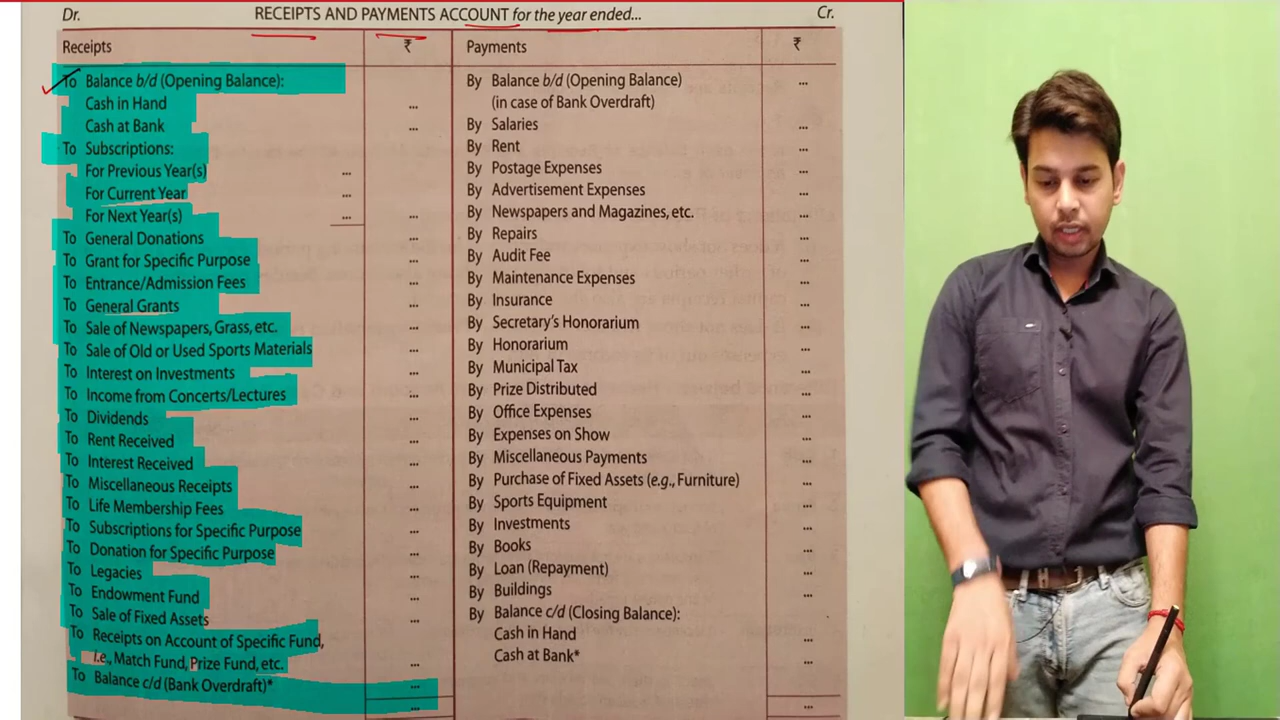 Dr. RECEIPTS AND PAYMENTS ACCOUNT for the year ended... Cr.
Receipts ₹ Payments ₹
To Balance b/d (Opening Balance):
Cash in Hand ...
Cash at Bank ...
To Subscriptions:
For Previous Year(s) ...
For Current Year ...
For Next Year(s) ... ...
To General Donations ...
To Grant for Specific Purpose ...
To Entrance/Admission Fees ...
To General Grants ...
To Sale of Newspapers, Grass, etc. ...
To Sale of Old or Used Sports Materials ...
To Interest on Investments ...
To Income from Concerts/Lectures ...
To Dividends ...
To Rent Received ...
To Interest Received ...
To Miscellaneous Receipts ...
To Life Membership Fees ...
To Subscriptions for Specific Purpose ...
To Donation for Specific Purpose ...
To Legacies ...
To Endowment Fund ...
To Sale of Fixed Assets ...
To Receipts on Account of Specific Fund,
i.e., Match Fund, Prize Fund, etc. ...
To Balance c/d (Bank Overdraft)* ...
...
By Balance b/d (Opening Balance) ...
(in case of Bank Overdraft)
By Salaries ...
By Rent ...
By Postage Expenses ...
By Advertisement Expenses ...
By Newspapers and Magazines, etc. ...
By Repairs ...
By Audit Fee ...
By Maintenance Expenses ...
By Insurance ...
By Secretary's Honorarium ...
By Honorarium ...
By Municipal Tax ...
By Prize Distributed ...
By Office Expenses ...
By Expenses on Show ...
By Miscellaneous Payments ...
By Purchase of Fixed Assets (e.g., Furniture) ...
By Sports Equipment ...
By Investments ...
By Books ...
By Loan (Repayment) ...
By Buildings ...
By Balance c/d (Closing Balance):
Cash in Hand ...
Cash at Bank* ...
...